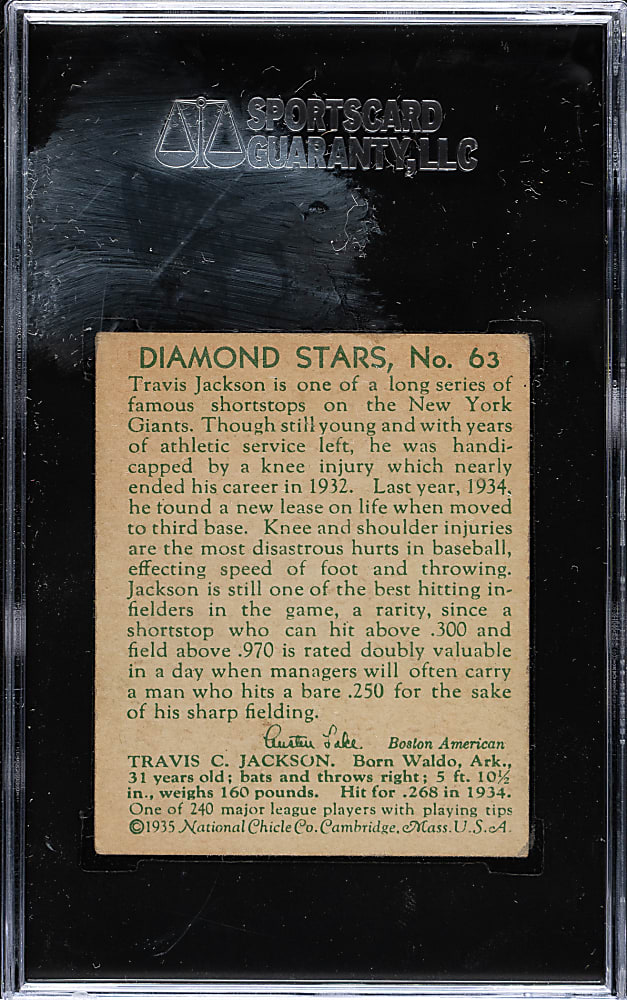 SPORTSCARD
GUARANTY, LLC
DIAMOND STARS, No. 63
Travis Jackson is one of a long series of
famous shortstops on the New York
Giants. Though still young and with years
of athletic service left, he was handi-
capped by a knee injury which nearly
ended his career in 1932. Last year, 1934,
he found a new lease on life when moved
to third base. Knee and shoulder injuries
are the most disastrous hurts in baseball,
effecting speed of foot and throwing.
Jackson is still one of the best hitting in-
fielders in the game, a rarity, since a
shortstop who can hit above .300 and
field above .970 is rated doubly valuable
in a day when managers will often carry
a man who hits a bare .250 for the sake
of his sharp fielding.
Austen Lake. Boston American
TRAVIS C. JACKSON. Born Waldo, Ark.,
31 years old; bats and throws right; 5 ft. 10½
in., weighs 160 pounds. Hit for .268 in 1934.
One of 240 major league players with playing tips
©1935 National Chicle Co. Cambridge, Mass. U.S.A.